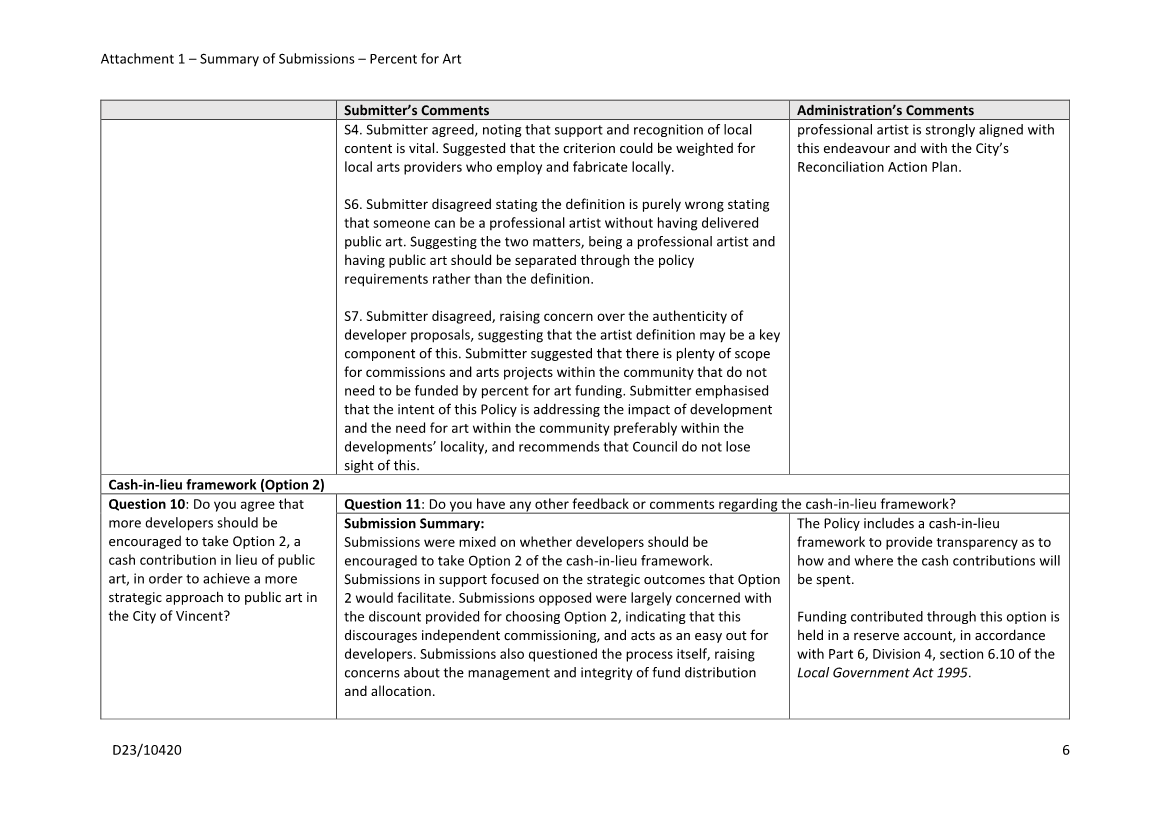 Attachment 1 – Summary of Submissions – Percent for Art
Submitter's Comments
Administration's Comments
S4. Submitter agreed, noting that support and recognition of local
content is vital. Suggested that the criterion could be weighted for
local arts providers who employ and fabricate locally.
S6. Submitter disagreed stating the definition is purely wrong stating
that someone can be a professional artist without having delivered
public art. Suggesting the two matters, being a professional artist and
having public art should be separated through the policy
requirements rather than the definition.
S7. Submitter disagreed, raising concern over the authenticity of
developer proposals, suggesting that the artist definition may be a key
component of this. Submitter suggested that there is plenty of scope
for commissions and arts projects within the community that do not
need to be funded by percent for art funding. Submitter emphasised
that the intent of this Policy is addressing the impact of development
and the need for art within the community preferably within the
developments' locality, and recommends that Council do not lose
sight of this.
professional artist is strongly aligned with
this endeavour and with the City's
Reconciliation Action Plan.
Cash-in-lieu framework (Option 2)
Question 10: Do you agree that
more developers should be
encouraged to take Option 2, a
cash contribution in lieu of public
art, in order to achieve a more
strategic approach to public art in
the City of Vincent?
Question 11: Do you have any other feedback or comments regarding the cash-in-lieu framework?
Submission Summary:
Submissions were mixed on whether developers should be
encouraged to take Option 2 of the cash-in-lieu framework.
Submissions in support focused on the strategic outcomes that Option
2 would facilitate. Submissions opposed were largely concerned with
the discount provided for choosing Option 2, indicating that this
discourages independent commissioning, and acts as an easy out for
developers. Submissions also questioned the process itself, raising
concerns about the management and integrity of fund distribution
and allocation.
The Policy includes a cash-in-lieu
framework to provide transparency as to
how and where the cash contributions will
be spent.
Funding contributed through this option is
held in a reserve account, in accordance
with Part 6, Division 4, section 6.10 of the
Local Government Act 1995.
D23/10420
6